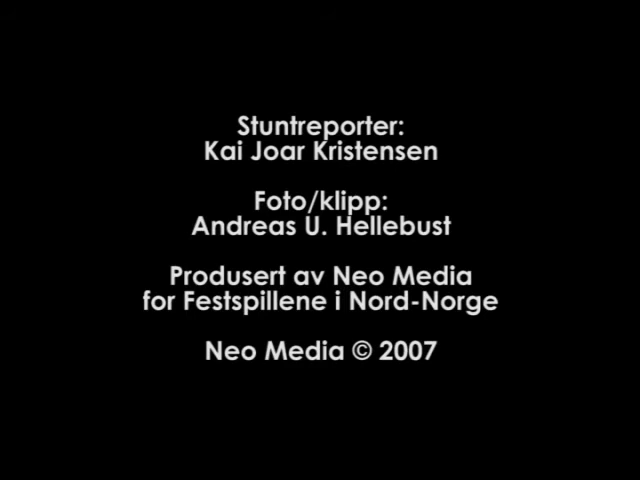 Stuntreporter:
Kai Joar Kristensen
Foto/klipp:
Andreas U. Hellebust
Produsert av Neo Media
for Festspillene i Nord-Norge
Neo Media © 2007